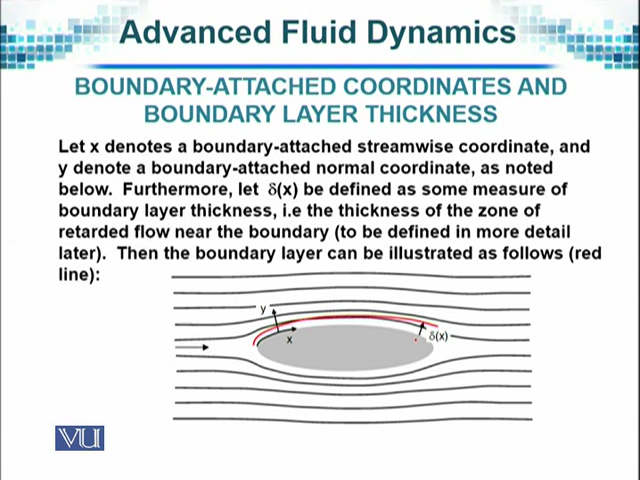 Advanced Fluid Dynamics
BOUNDARY-ATTACHED COORDINATES AND
BOUNDARY LAYER THICKNESS
Let x denotes a boundary-attached streamwise coordinate, and
y denote a boundary-attached normal coordinate, as noted
below. Furthermore, let δ(x) be defined as some measure of
boundary layer thickness, i.e the thickness of the zone of
retarded flow near the boundary (to be defined in more detail
later). Then the boundary layer can be illustrated as follows (red
line):
y
x
δ(x)
VU